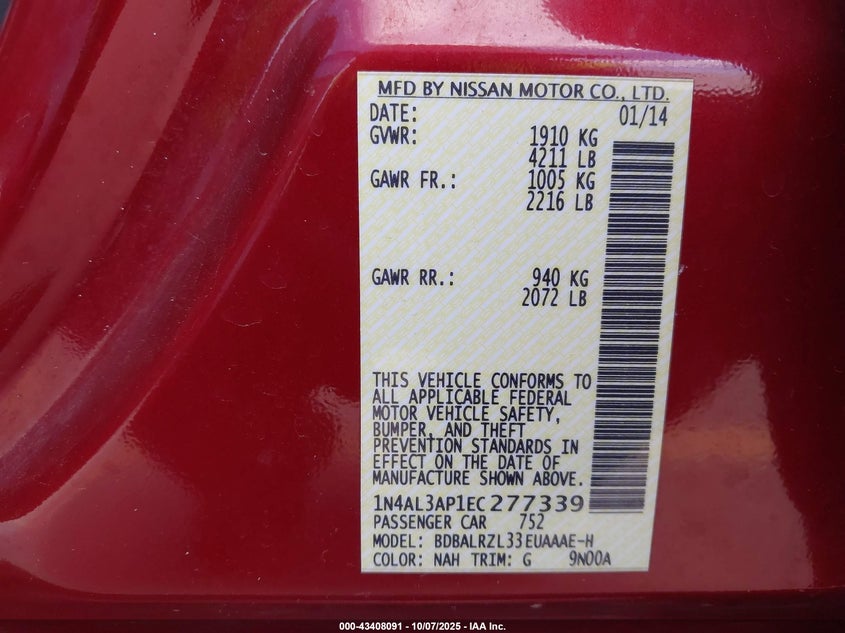 MFD BY NISSAN MOTOR CO., LTD.
DATE: 01/14
GVWR: 1910 KG
4211 LB
GAWR FR.: 1005 KG
2216 LB
GAWR RR.: 940 KG
2072 LB
THIS VEHICLE CONFORMS TO
ALL APPLICABLE FEDERAL
MOTOR VEHICLE SAFETY,
BUMPER, AND THEFT
PREVENTION STANDARDS IN
EFFECT ON THE DATE OF
MANUFACTURE SHOWN ABOVE.
1N4AL3AP1EC277339
PASSENGER CAR 752
MODEL: BDBALRZL33EUAAAE-H
COLOR: NAH TRIM: G 9N00A
000-43408091 - 10/07/2025 - IAA Inc.